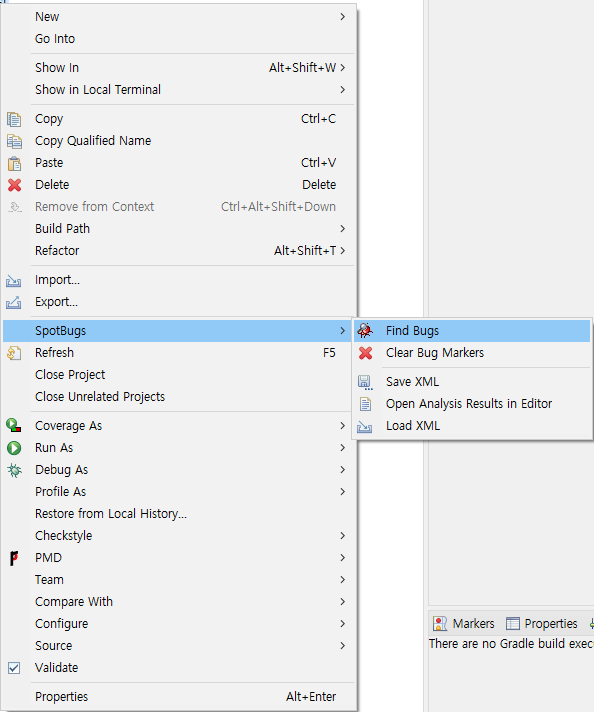 New
Go Into
Show In Alt+Shift+W
Show in Local Terminal
Copy Ctrl+C
Copy Qualified Name
Paste Ctrl+V
Delete Delete
Remove from Context Ctrl+Alt+Shift+Down
Build Path
Refactor Alt+Shift+T
Import...
Export...
SpotBugs
Refresh F5
Close Project
Close Unrelated Projects
Coverage As
Run As
Debug As
Profile As
Restore from Local History...
Checkstyle
PMD
Team
Compare With
Configure
Source
Validate
Properties Alt+Enter
Find Bugs
Clear Bug Markers
Save XML
Open Analysis Results in Editor
Load XML
Markers Properties
There are no Gradle build exec